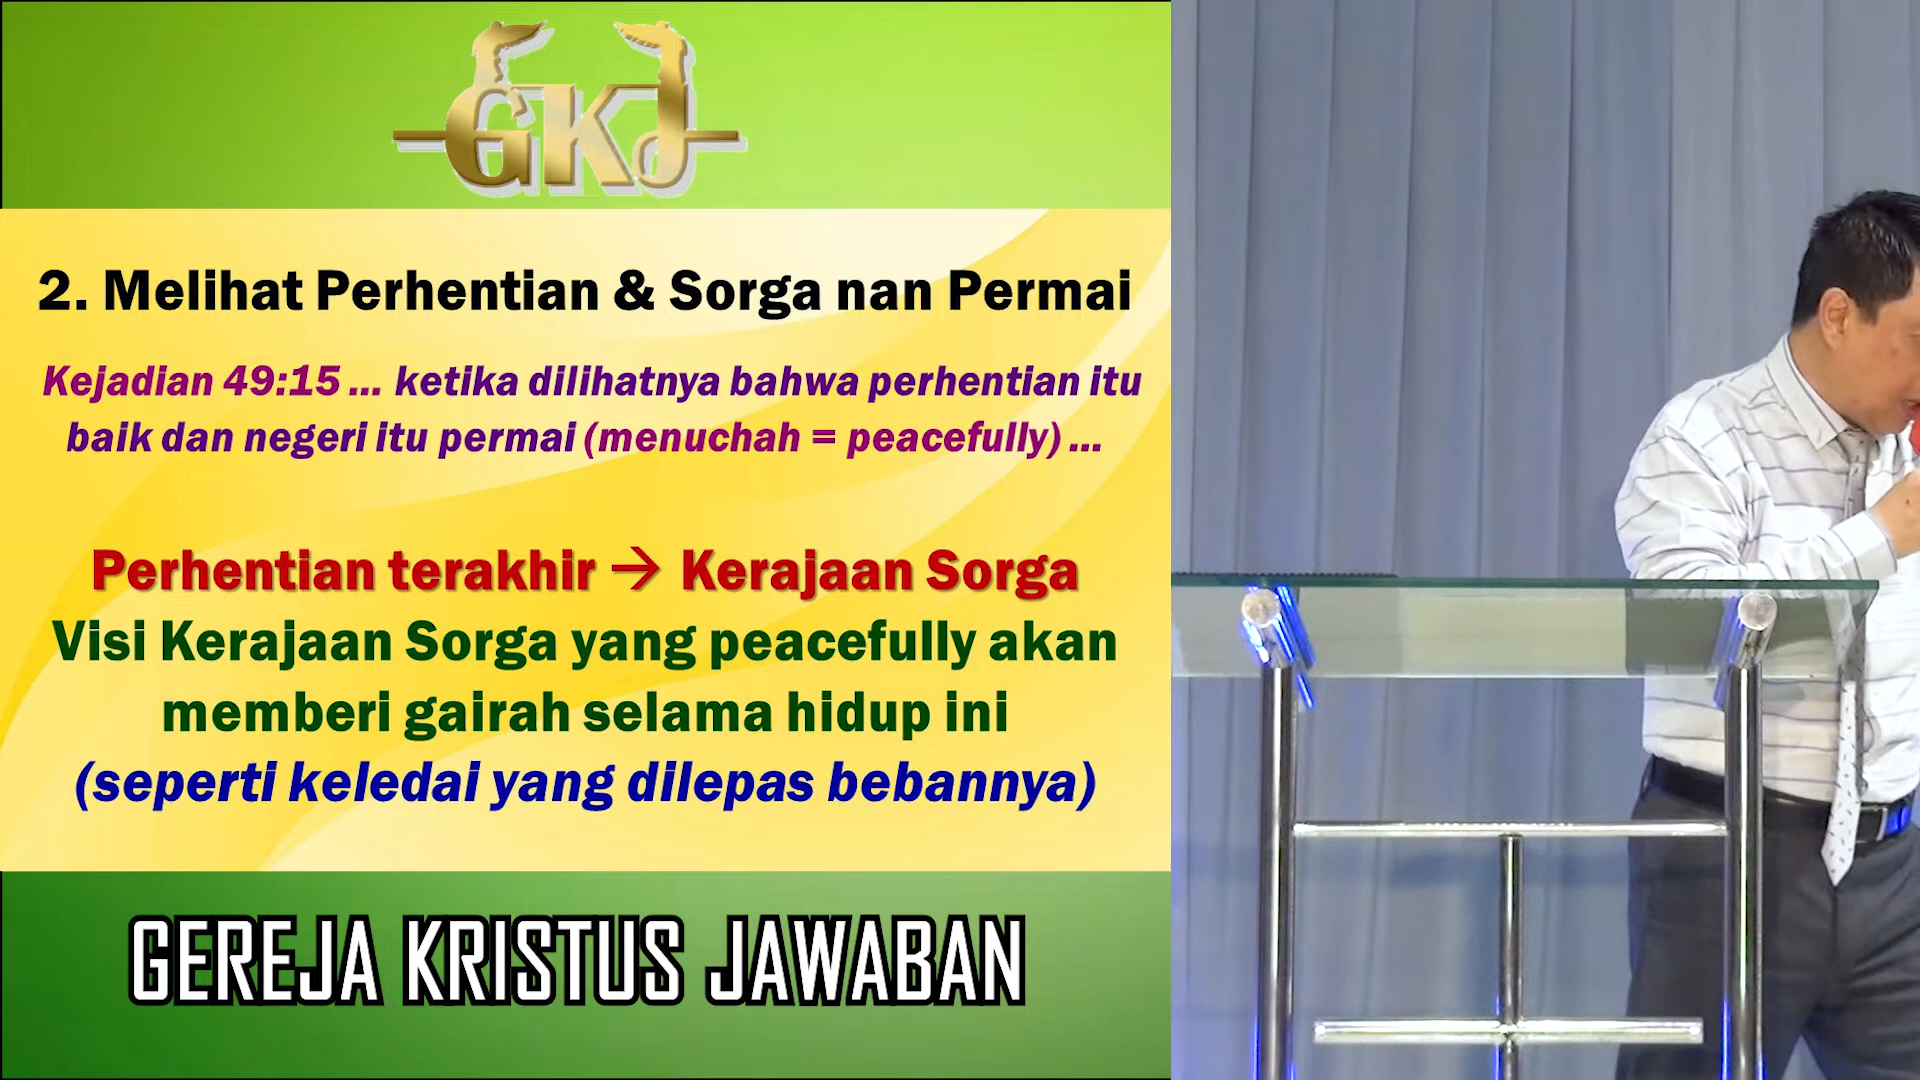 GKJ
2. Melihat Perhentian & Sorga nan Permai
Kejadian 49:15 ... ketika dilihatnya bahwa perhentian itu
baik dan negeri itu permai (menuchah = peacefully) ...
Perhentian terakhir → Kerajaan Sorga
Visi Kerajaan Sorga yang peacefully akan
memberi gairah selama hidup ini
(seperti keledai yang dilepas bebannya)
GEREJA KRISTUS JAWABAN